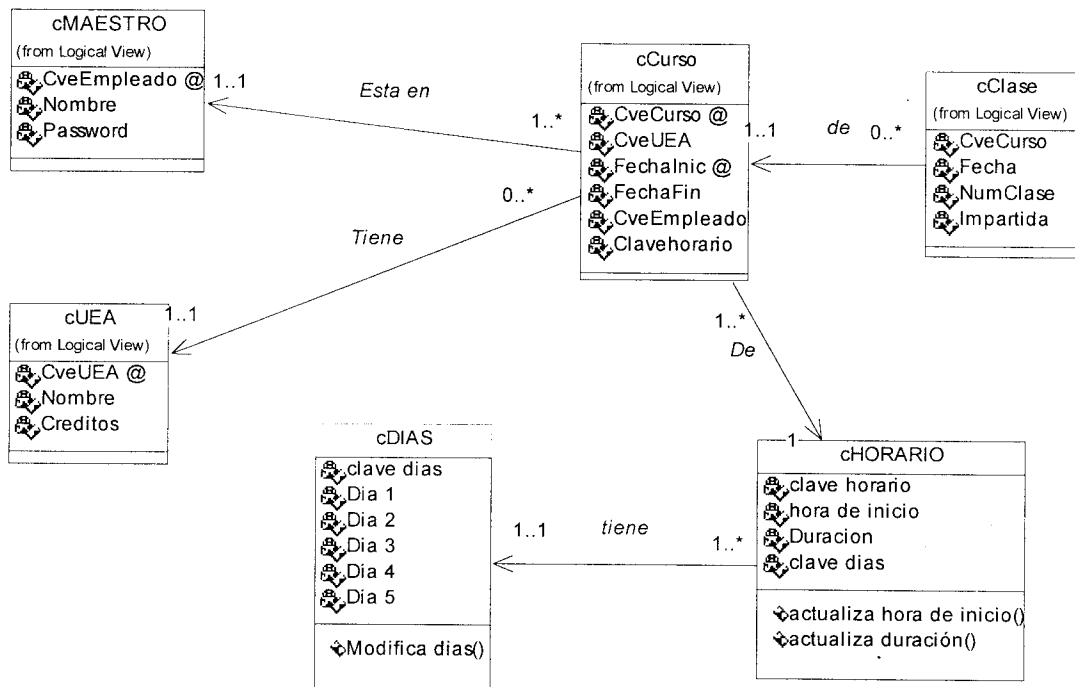 cMAESTRO
(from Logical View)
CveEmpleado @
Nombre
Password
1..1
Esta en
1..*
cCurso
(from Logical View)
CveCurso @
CveUEA
FechaInic @
FechaFin
CveEmpleado
Clavehorario
1..1
de
0..*
cClase
(from Logical View)
CveCurso
Fecha
NumClase
Impartida
0..*
Tiene
1..1
cUEA
(from Logical View)
CveUEA @
Nombre
Creditos
1..*
De
1
cDIAS
clave dias
Dia 1
Dia 2
Dia 3
Dia 4
Dia 5
Modifica dias()
1..1
tiene
1..*
cHORARIO
clave horario
hora de inicio
Duracion
clave dias
actualiza hora de inicio()
actualiza duración()